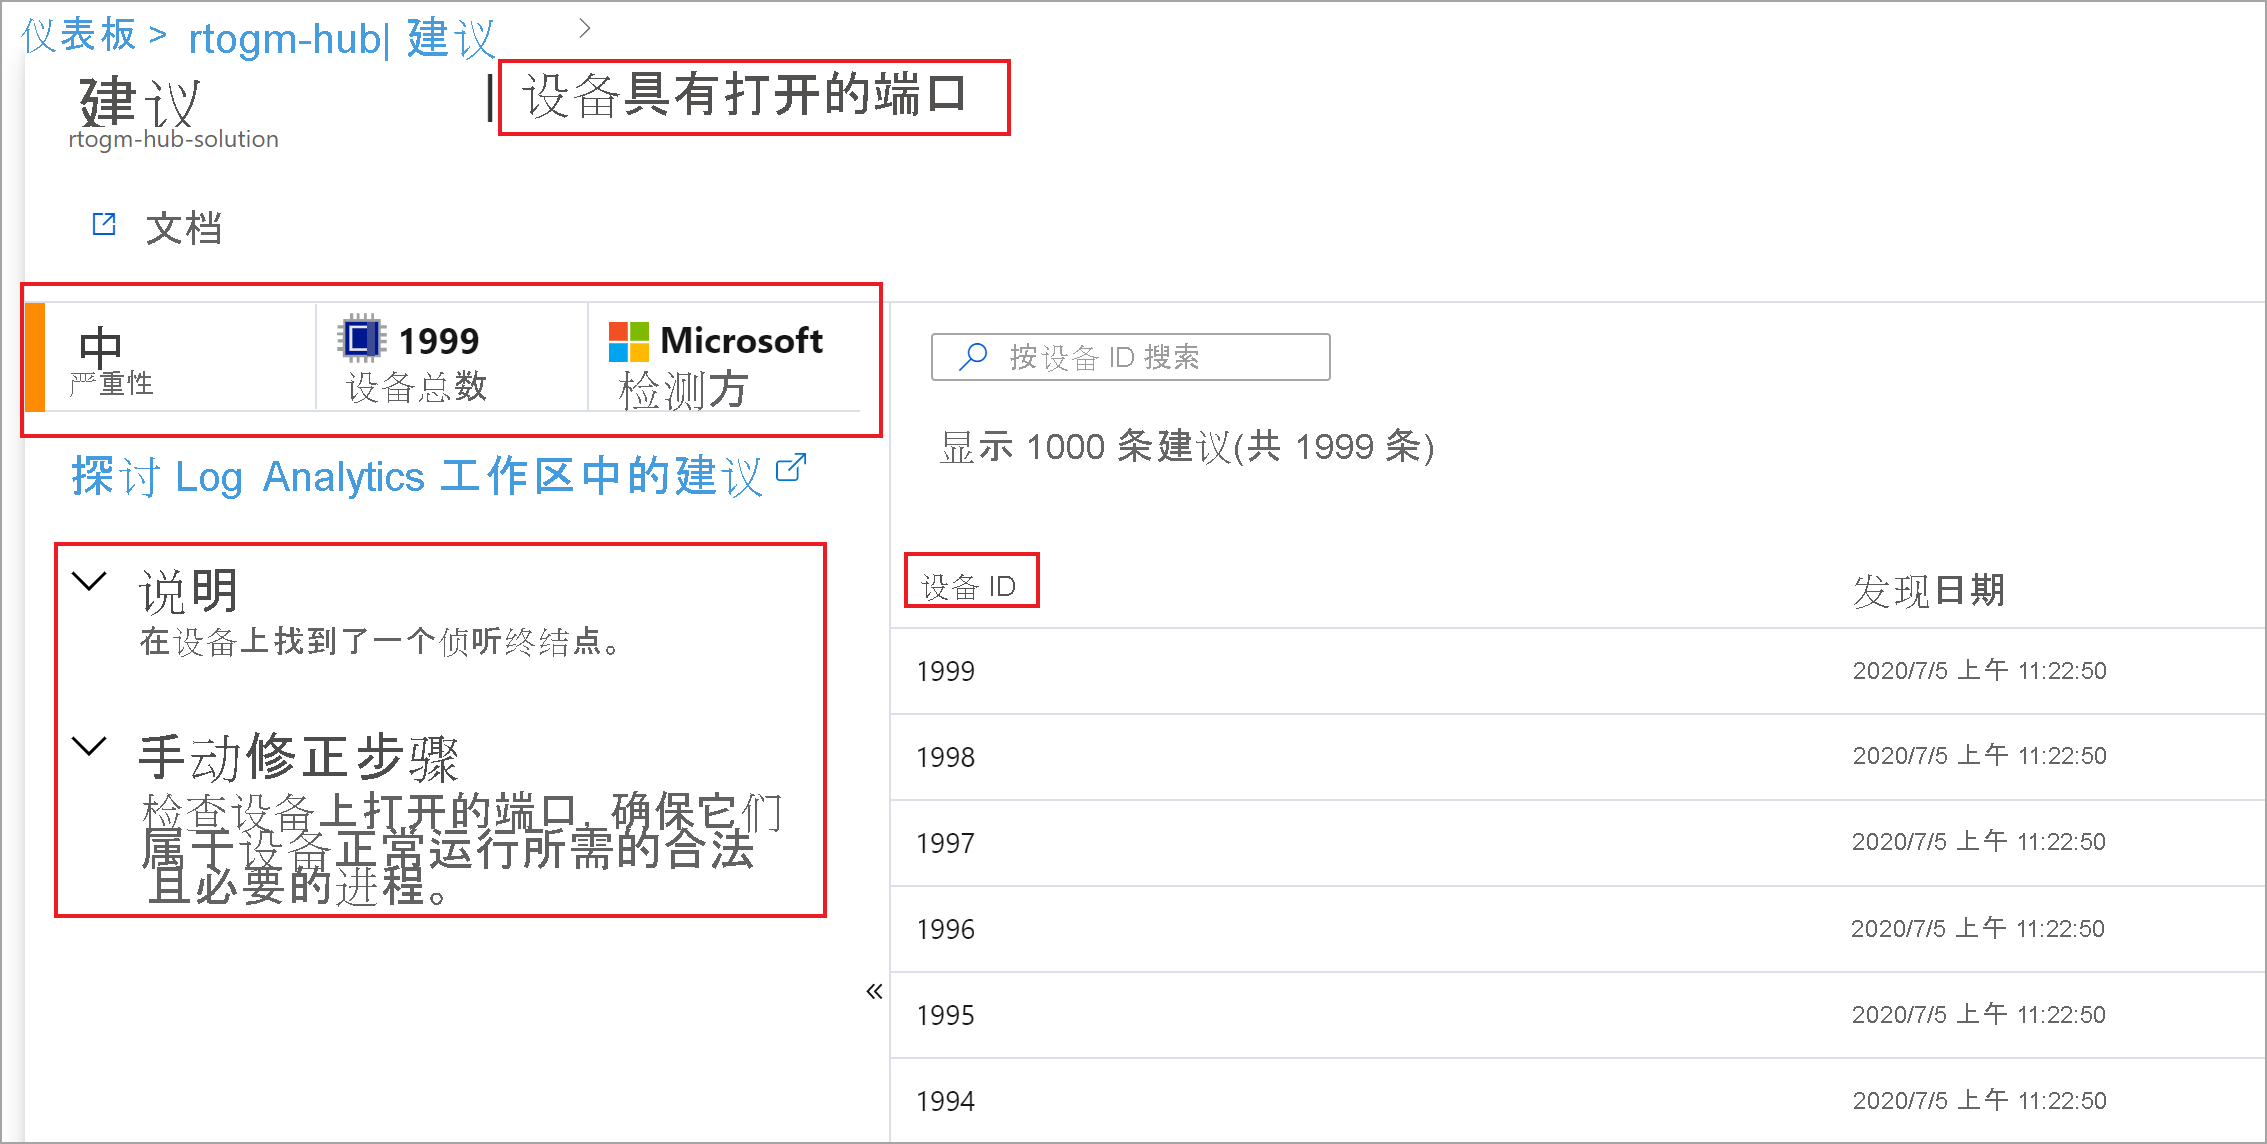 仪表板 > rtogm-hub| 建议 >
建议 | 设备具有打开的端口
rtogm-hub-solution
文档
中
严重性
1999
设备总数
Microsoft
检测方
探讨 Log Analytics 工作区中的建议
说明
在设备上找到了一个侦听终结点。
手动修正步骤
检查设备上打开的端口, 确保它们
属于设备正常运行所需的合法
且必要的进程。
«
按设备 ID 搜索
显示 1000 条建议(共 1999 条)
设备 ID 发现日期
1999 2020/7/5 上午 11:22:50
1998 2020/7/5 上午 11:22:50
1997 2020/7/5 上午 11:22:50
1996 2020/7/5 上午 11:22:50
1995 2020/7/5 上午 11:22:50
1994 2020/7/5 上午 11:22:50